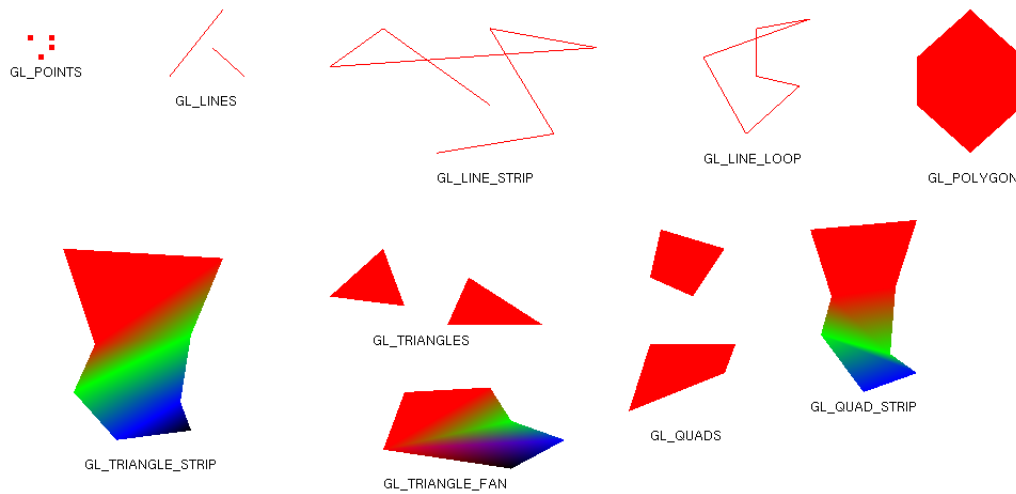 GL_POINTS
GL_LINES
GL_LINE_STRIP
GL_LINE_LOOP
GL_POLYGON
GL_TRIANGLE_STRIP
GL_TRIANGLES
GL_TRIANGLE_FAN
GL_QUADS
GL_QUAD_STRIP